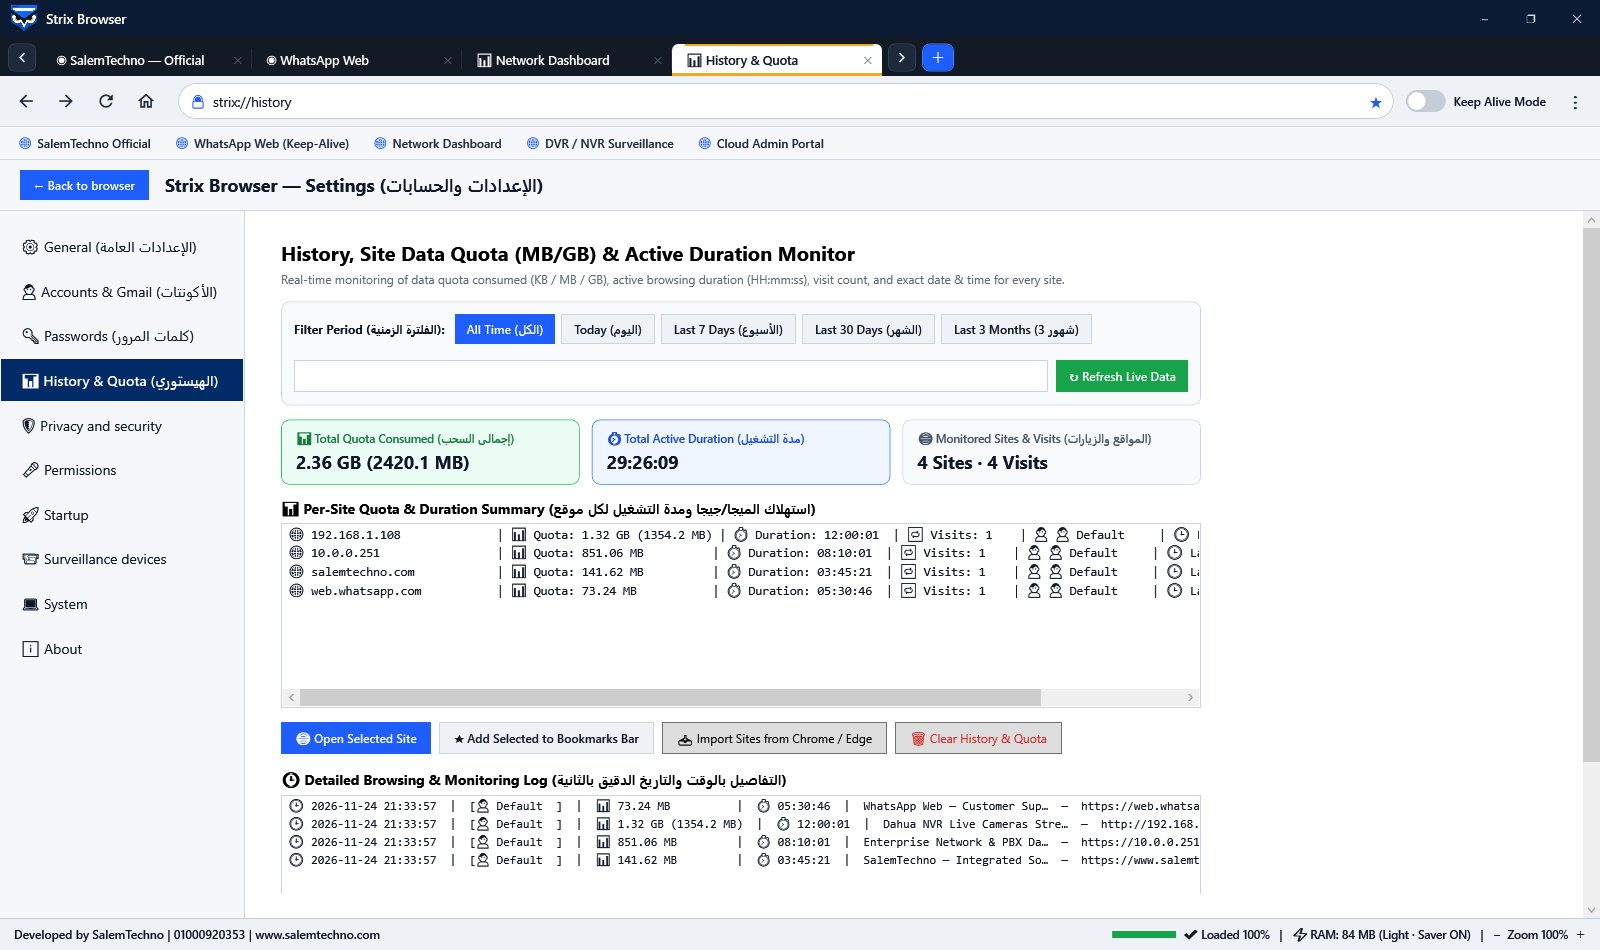 Strix Browser
SalemTechno — Official
WhatsApp Web
Network Dashboard
History & Quota
strix://history
Keep Alive Mode
SalemTechno Official
WhatsApp Web (Keep-Alive)
Network Dashboard
DVR / NVR Surveillance
Cloud Admin Portal
← Back to browser
Strix Browser — Settings (الإعدادات والحسابات)
General (الإعدادات العامة)
Accounts & Gmail (الأكونتات)
Passwords (كلمات المرور)
History & Quota (الهيستوري)
Privacy and security
Permissions
Startup
Surveillance devices
System
About
History, Site Data Quota (MB/GB) & Active Duration Monitor
Real-time monitoring of data quota consumed (KB / MB / GB), active browsing duration (HH:mm:ss), visit count, and exact date & time for every site.
Filter Period (الفلترة الزمنية):
All Time (الكل)
Today (اليوم)
Last 7 Days (الأسبوع)
Last 30 Days (الشهر)
Last 3 Months (3 شهور)
↻ Refresh Live Data
Total Quota Consumed (إجمالي السحب)
2.36 GB (2420.1 MB)
Total Active Duration (مدة التشغيل)
29:26:09
Monitored Sites & Visits (المواقع والزيارات)
4 Sites · 4 Visits
Per-Site Quota & Duration Summary (استهلاك الميجا/جيجا ومدة التشغيل لكل موقع)
192.168.1.108 | Quota: 1.32 GB (1354.2 MB) | Duration: 12:00:01 | Visits: 1 | Default |
10.0.0.251 | Quota: 851.06 MB | Duration: 08:10:01 | Visits: 1 | Default | La
salemtechno.com | Quota: 141.62 MB | Duration: 03:45:21 | Visits: 1 | Default | La
web.whatsapp.com | Quota: 73.24 MB | Duration: 05:30:46 | Visits: 1 | Default | La
Open Selected Site
★ Add Selected to Bookmarks Bar
Import Sites from Chrome / Edge
Clear History & Quota
Detailed Browsing & Monitoring Log (التفاصيل بالوقت والتاريخ الدقيق بالثانية)
2026-11-24 21:33:57 | [ Default ] | 73.24 MB | 05:30:46 | WhatsApp Web — Customer Sup… — https://web.whatsa
2026-11-24 21:33:57 | [ Default ] | 1.32 GB (1354.2 MB) | 12:00:01 | Dahua NVR Live Cameras Stre… — http://192.168.
2026-11-24 21:33:57 | [ Default ] | 851.06 MB | 08:10:01 | Enterprise Network & PBX Da… — https://10.0.0.251
2026-11-24 21:33:57 | [ Default ] | 141.62 MB | 03:45:21 | SalemTechno — Integrated So… — https://www.salemt
Developed by SalemTechno | 01000920353 | www.salemtechno.com
✔ Loaded 100% | RAM: 84 MB (Light · Saver ON) | − Zoom 100% +